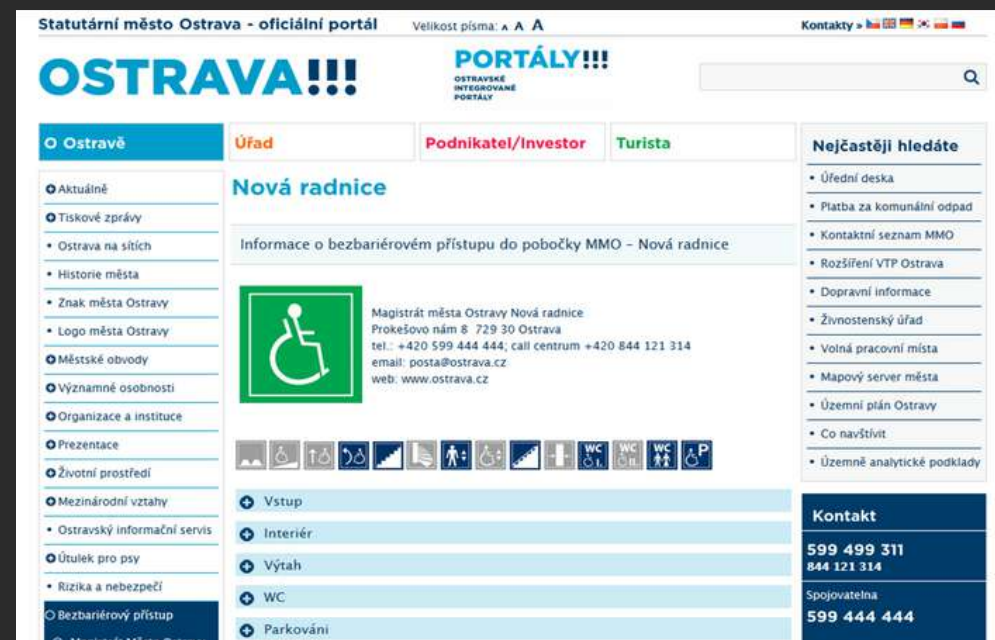 Statutární město Ostrava - oficiální portál
Velikost písma: A A A
Kontakty »
OSTRAVA!!!
PORTÁLY!!!
OSTRAVSKÉ
INTEGROVANÉ
PORTÁLY
O Ostravě
Úřad
Podnikatel/Investor
Turista
Aktuálně
Tiskové zprávy
• Ostrava na sítích
• Historie města
• Znak města Ostravy
• Logo města Ostravy
Městské obvody
Významné osobnosti
Organizace a instituce
Prezentace
Životní prostředí
Mezinárodní vztahy
• Ostravský informační servis
Útulek pro psy
• Rizika a nebezpečí
Bezbariérový přístup
Nová radnice
Informace o bezbariérovém přístupu do pobočky MMO – Nová radnice
Magistrát města Ostravy Nová radnice
Prokešovo nám 8 729 30 Ostrava
tel.: +420 599 444 444; call centrum +420 844 121 314
email: posta@ostrava.cz
web: www.ostrava.cz
WC I.
WC II.
WC
P
Vstup
Interiér
Výtah
WC
Parkováni
Nejčastěji hledáte
• Úřední deska
• Platba za komunální odpad
• Kontaktní seznam MMO
• Rozšíření VTP Ostrava
• Dopravní informace
• Živnostenský úřad
• Volná pracovní místa
• Mapový server města
• Územní plán Ostravy
• Co navštívit
• Územně analytické podklady
Kontakt
599 499 311
844 121 314
Spojovatelna
599 444 444